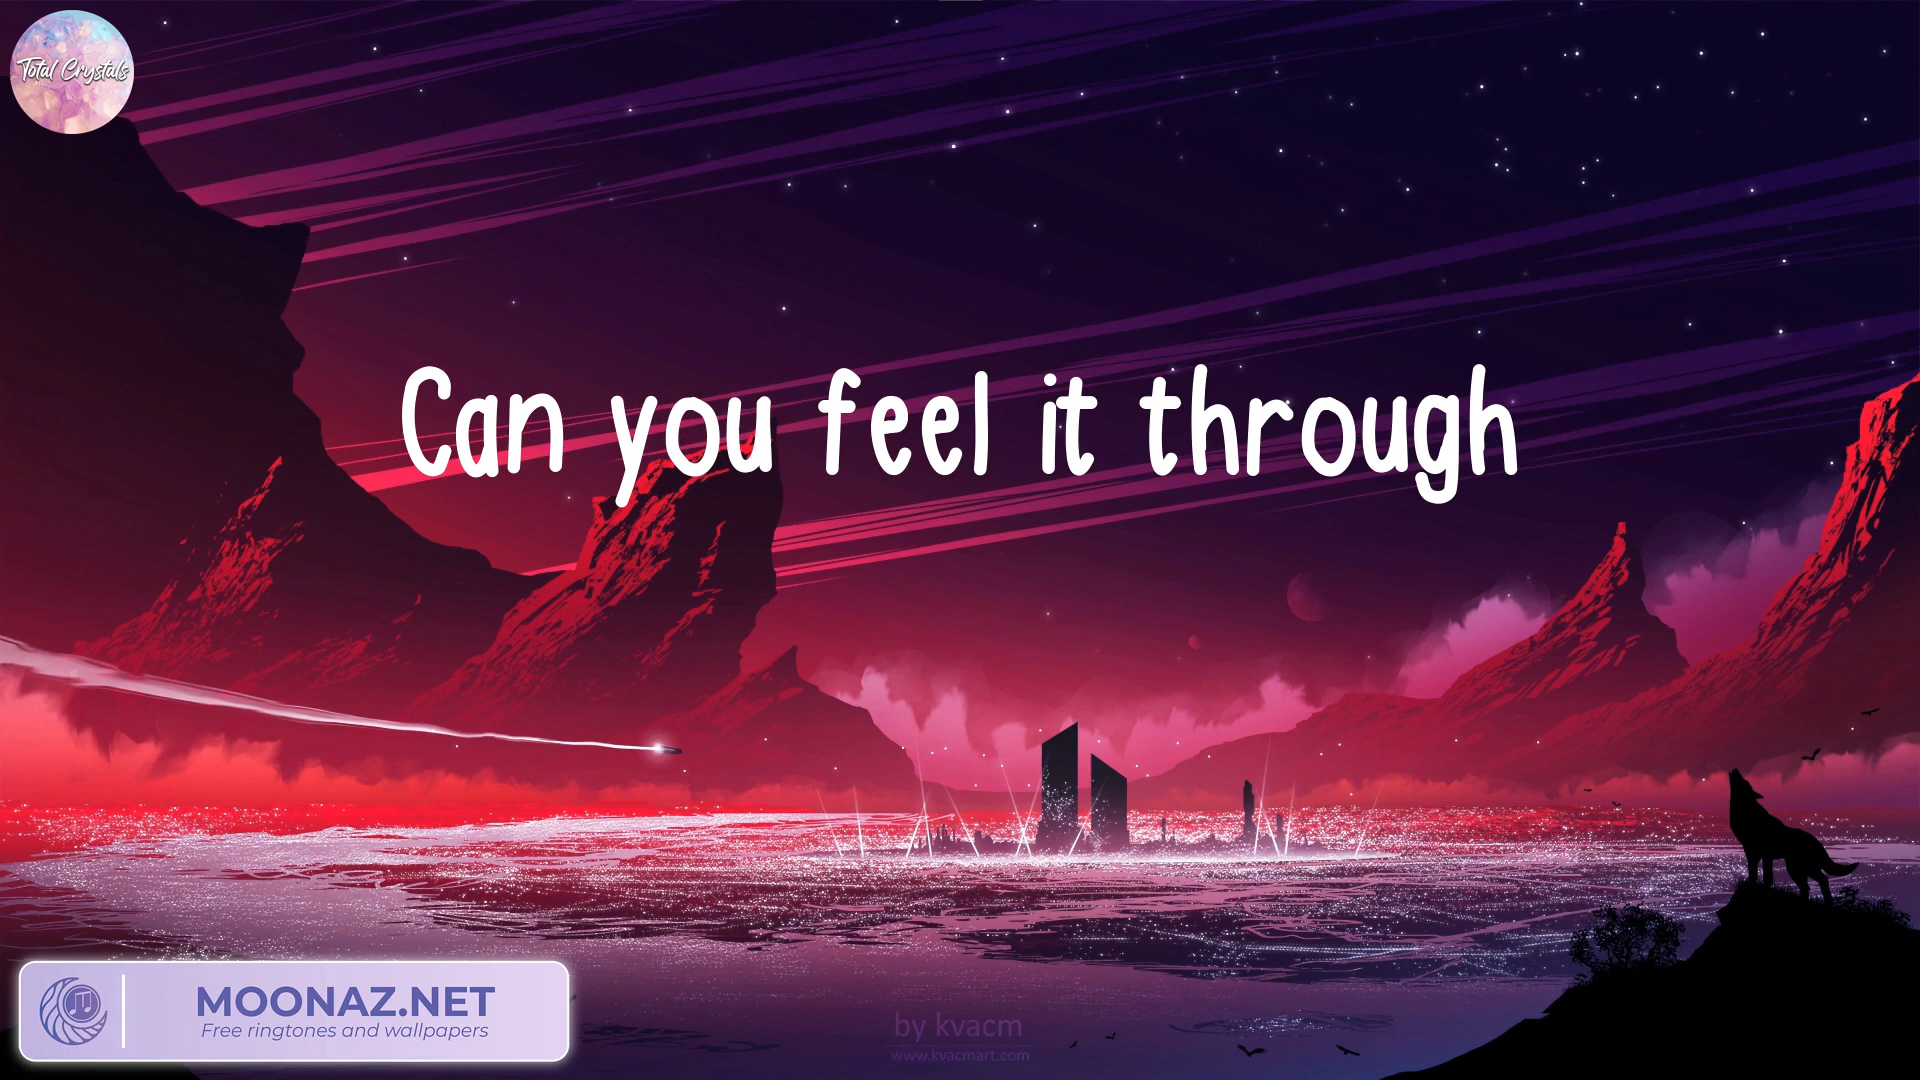 Total Crystals
Can you feel it through
MOONAZ.NET
Free ringtones and wallpapers
by kvacm
www.kvacmart.com